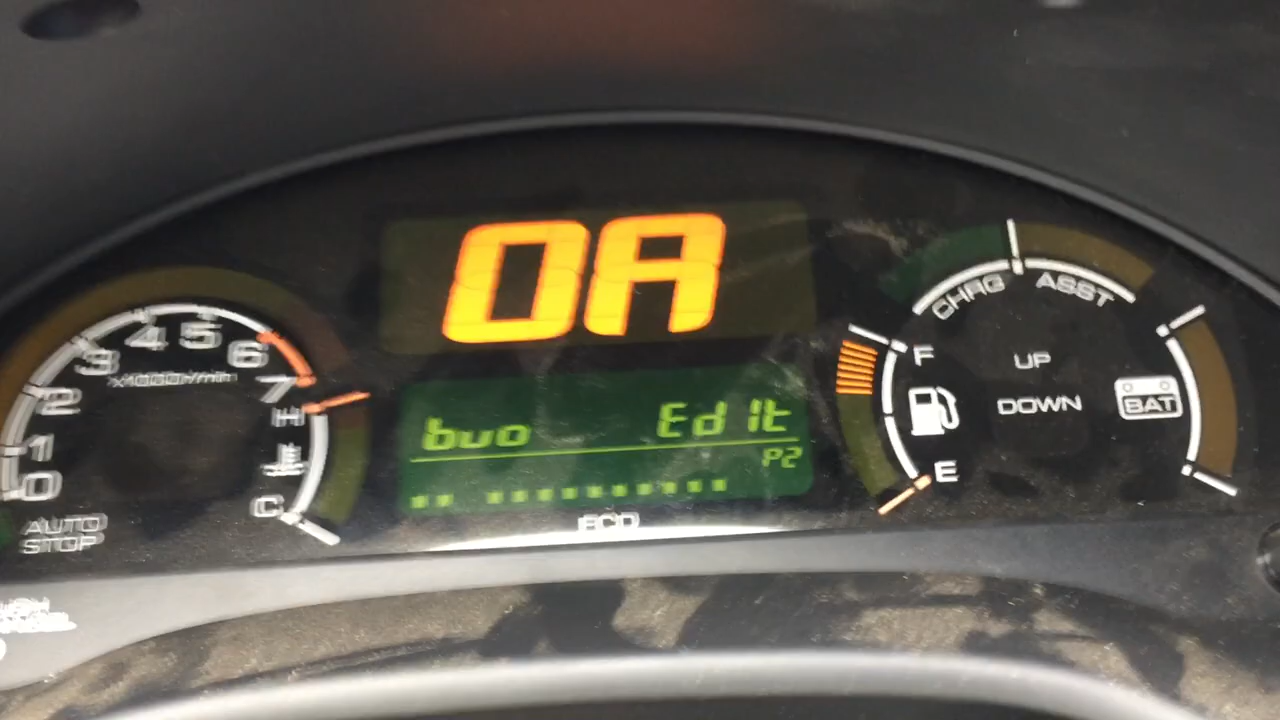 0A
buo Edit
P2
ECO
0 1 2 3 4 5 6 7
x1000r/min
H
C
AUTO
STOP
CHRG ASST
F
E
UP
DOWN
BAT